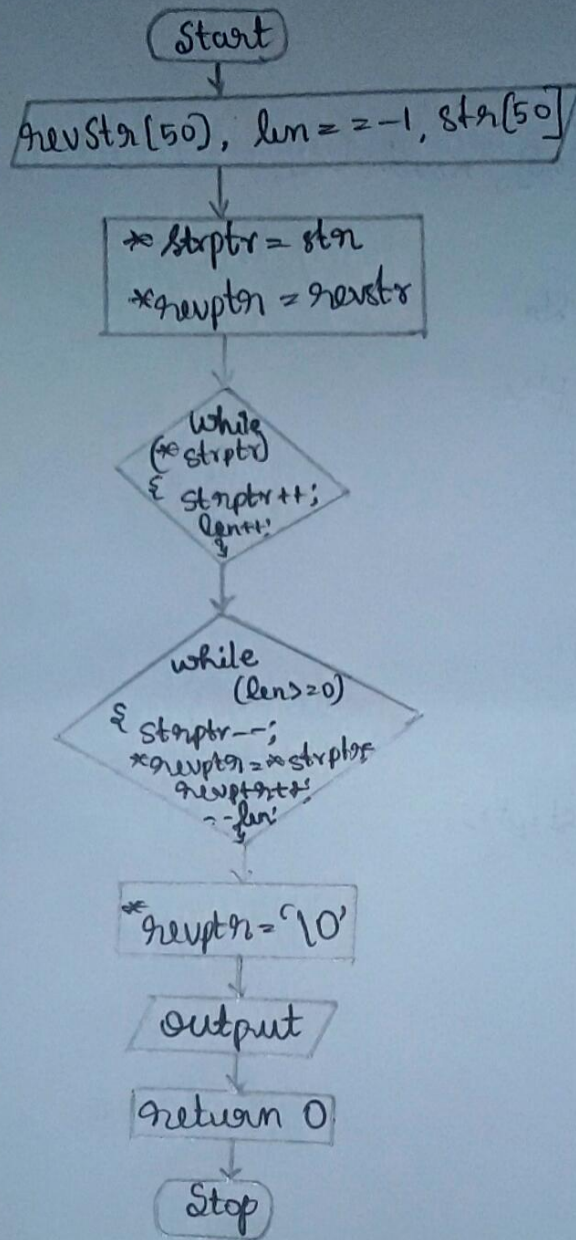 Start
revStr[50], len = = -1, str[50]
* strptr = str
*revptr = revstr
while
(* strptr)
{ strptr++;
len++;
}
while
(len>=0)
{ strptr--;
*revptr = *strptr
revptr++;
--len;
}
*revptr = '\0'
output
return 0
Stop